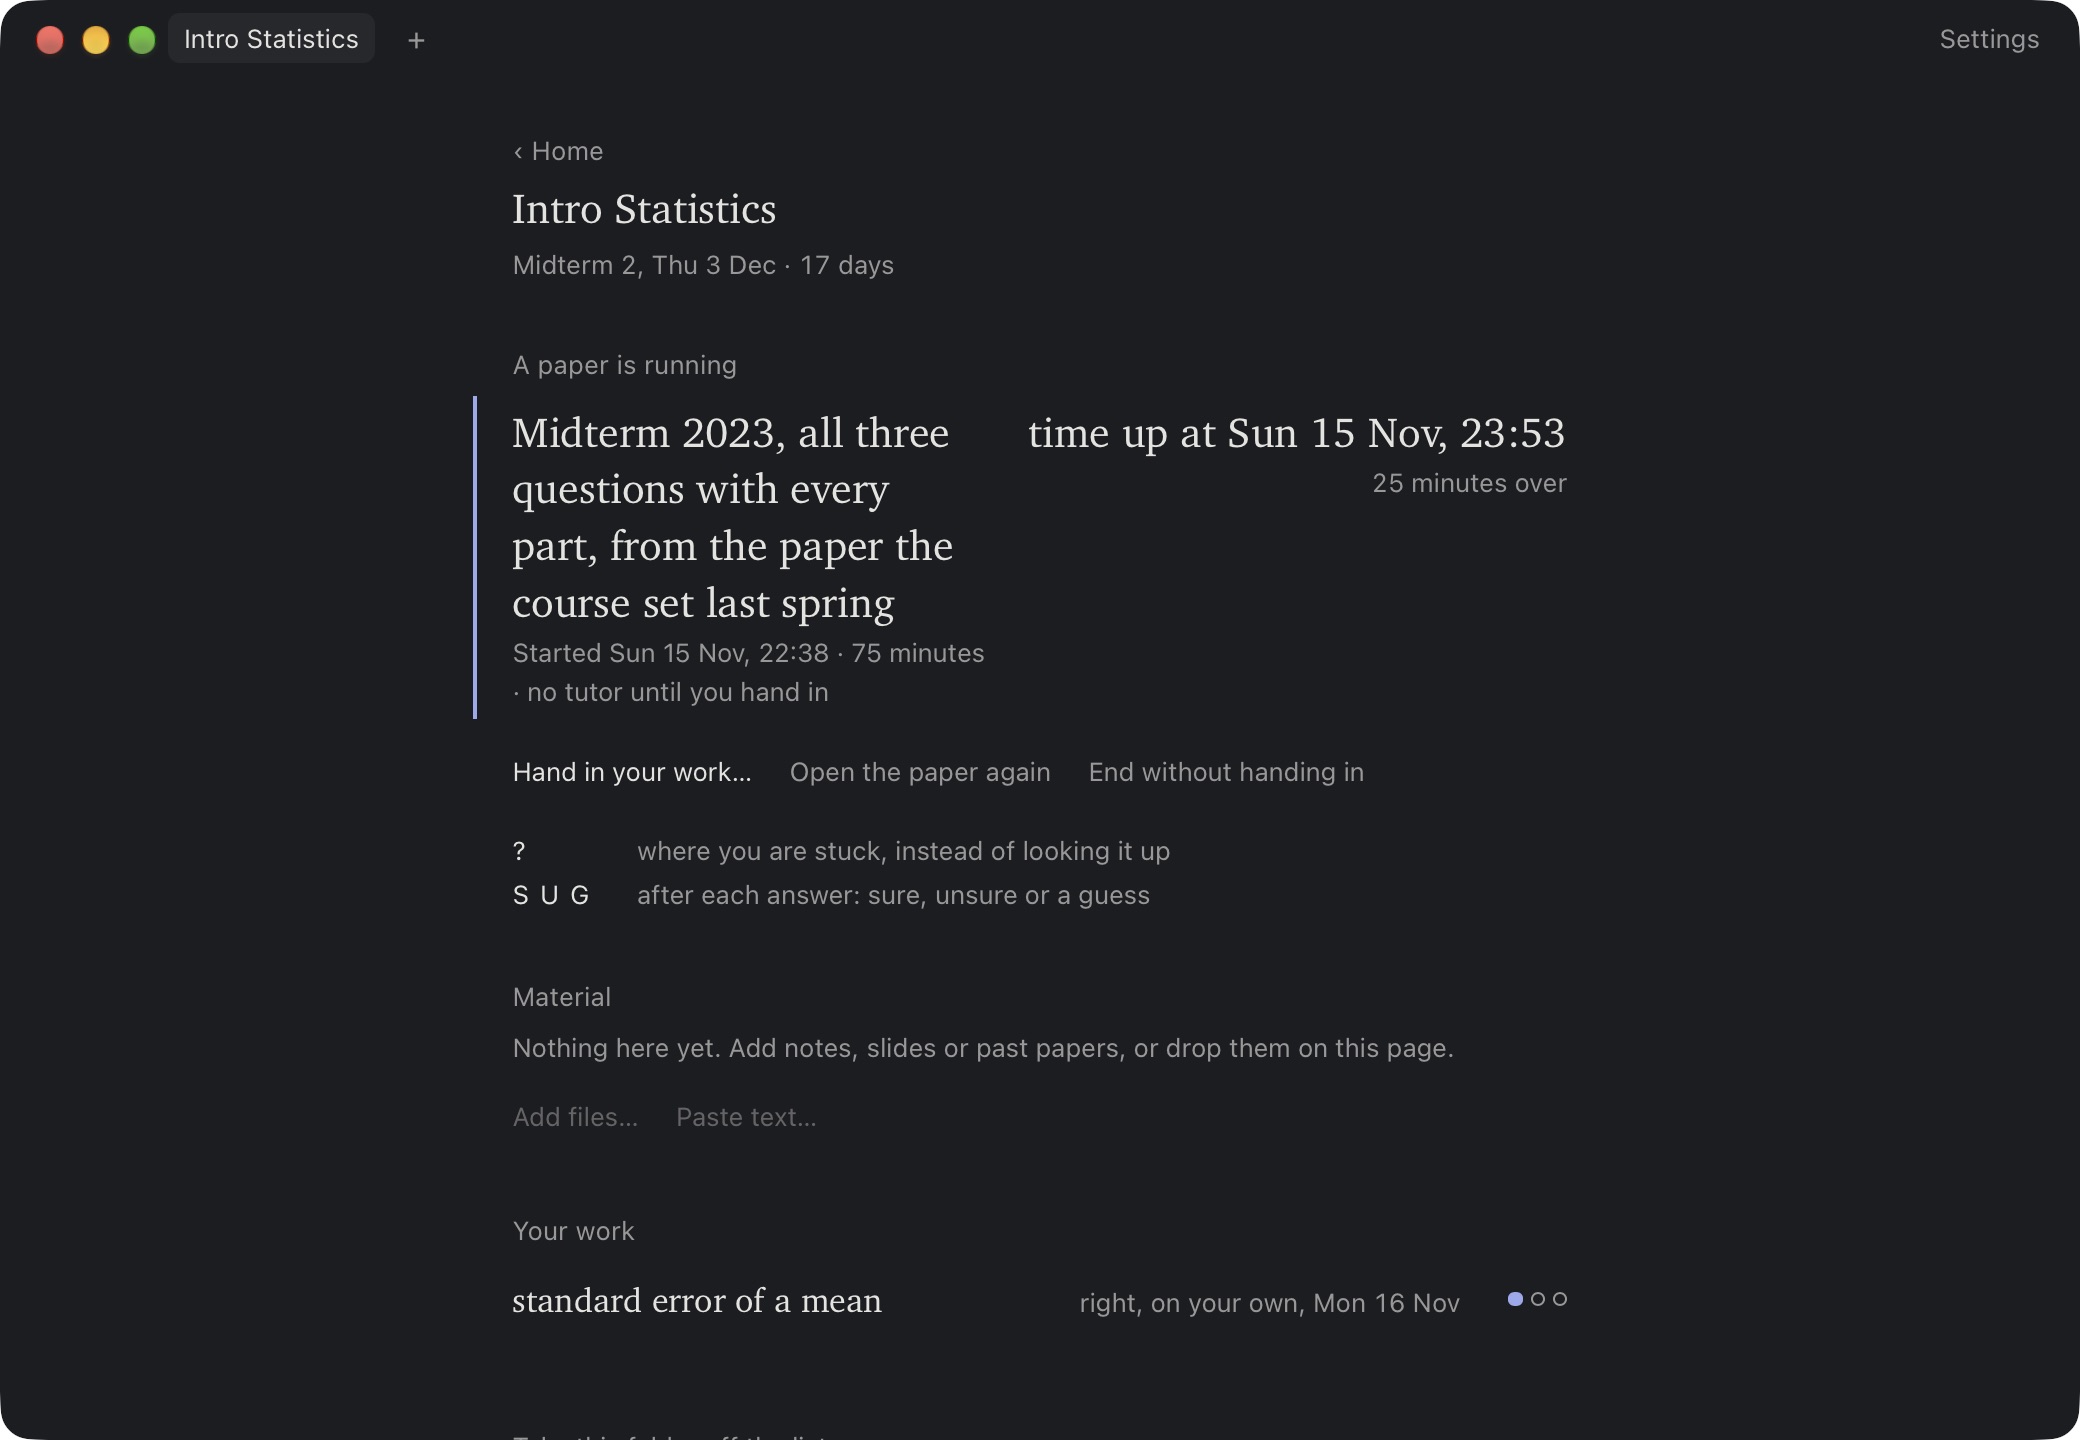 Intro Statistics
+
Settings
‹ Home
Intro Statistics
Midterm 2, Thu 3 Dec · 17 days
A paper is running
Midterm 2023, all three
questions with every
part, from the paper the
course set last spring
time up at Sun 15 Nov, 23:53
25 minutes over
Started Sun 15 Nov, 22:38 · 75 minutes
· no tutor until you hand in
Hand in your work... Open the paper again End without handing in
? where you are stuck, instead of looking it up
S U G after each answer: sure, unsure or a guess
Material
Nothing here yet. Add notes, slides or past papers, or drop them on this page.
Add files... Paste text...
Your work
standard error of a mean right, on your own, Mon 16 Nov